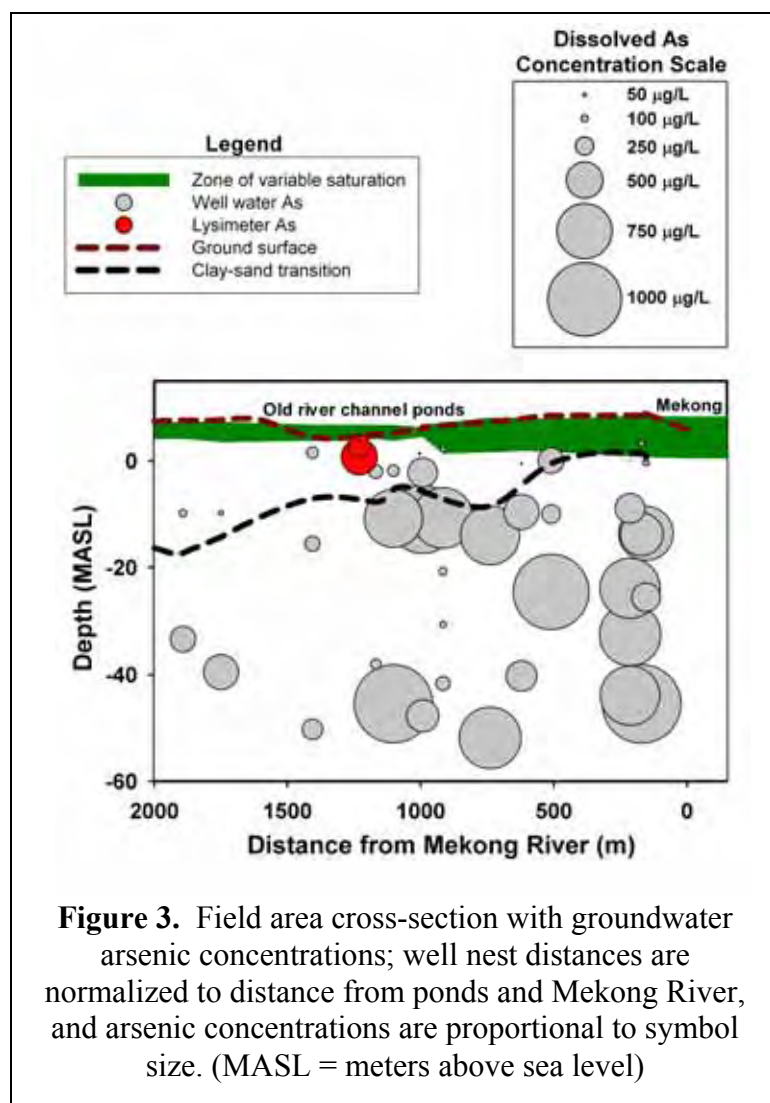 Dissolved As
Concentration Scale
50 µg/L
100 µg/L
250 µg/L
500 µg/L
750 µg/L
1000 µg/L
Legend
Zone of variable saturation
Well water As
Lysimeter As
Ground surface
Clay-sand transition
Old river channel ponds
Mekong
0
-20
-40
-60
Depth (MASL)
2000 1500 1000 500 0
Distance from Mekong River (m)
Figure 3. Field area cross-section with groundwater
arsenic concentrations; well nest distances are
normalized to distance from ponds and Mekong River,
and arsenic concentrations are proportional to symbol
size. (MASL = meters above sea level)